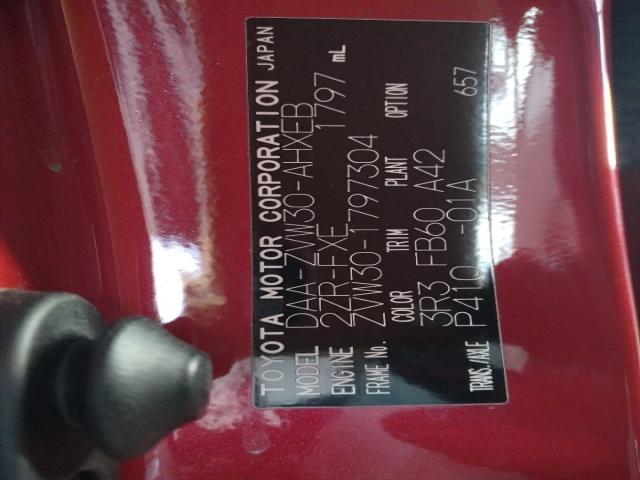 TOYOTA MOTOR CORPORATION JAPAN
MODEL DAA-ZVW30-AHXEB
ENGINE 2ZR-FXE 1797 mL
FRAME No. ZVW30-1797304
COLOR TRIM PLANT OPTION
3R3 FB60 A42
TRANS./AXLE P410 -01A 657